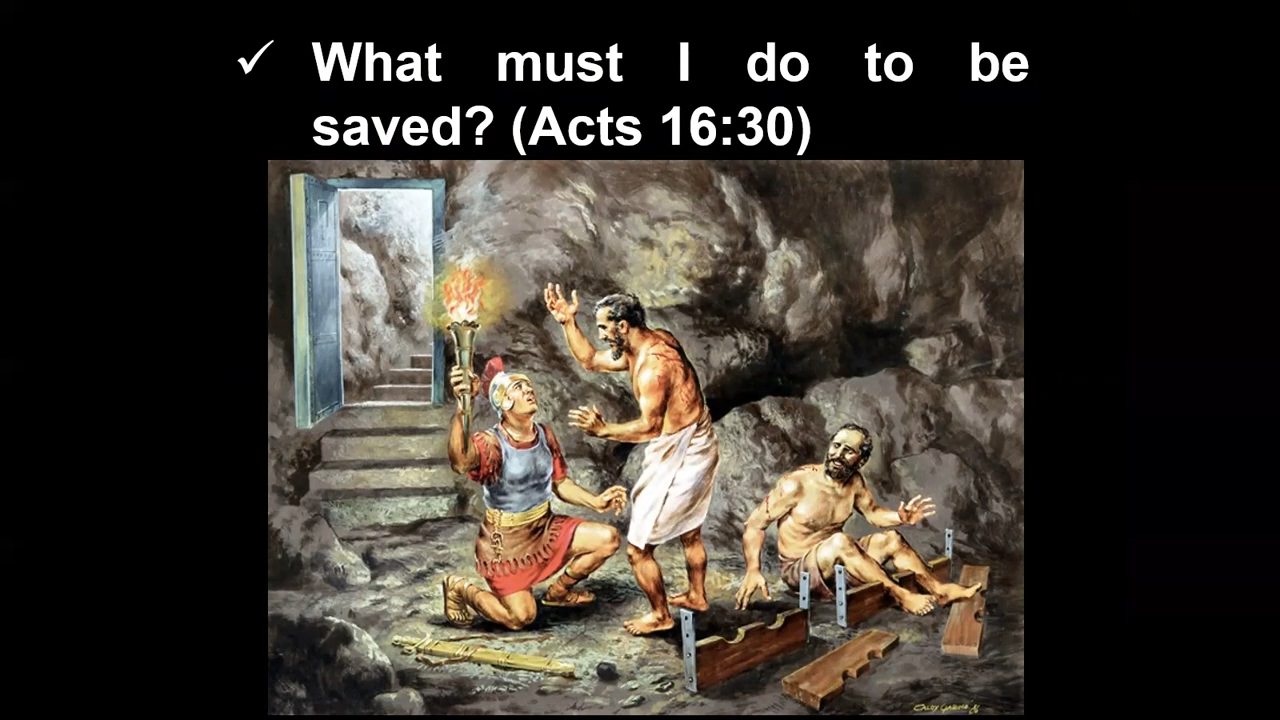 ✓ What must I do to be
saved? (Acts 16:30)